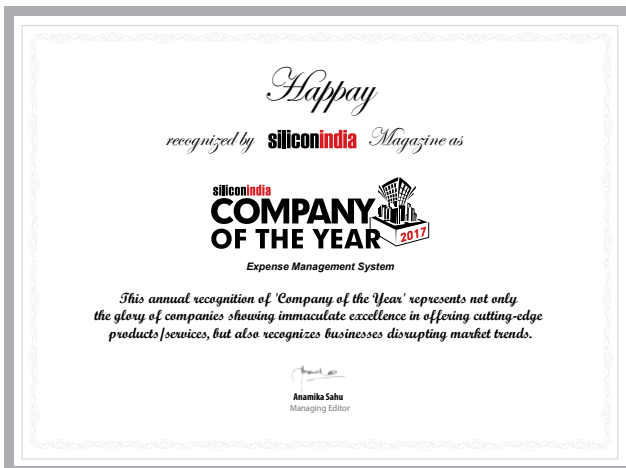 Happay
recognized by siliconindia Magazine as
siliconindia
COMPANY
OF THE YEAR 2017
Expense Management System
This annual recognition of 'Company of the Year' represents not only
the glory of companies showing immaculate excellence in offering cutting-edge
products/services, but also recognizes businesses disrupting market trends.
Anamika Sahu
Managing Editor